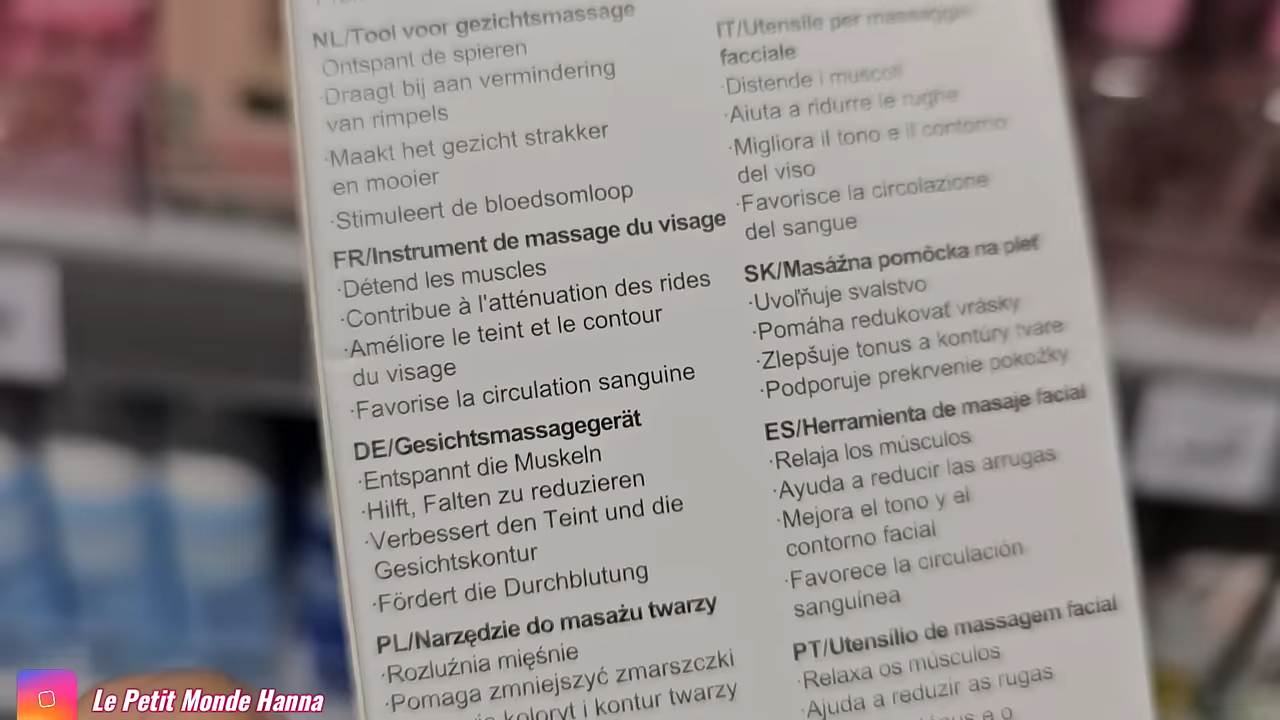 NL/Tool voor gezichtsmassage
Ontspant de spieren
·Draagt bij aan vermindering
van rimpels
·Maakt het gezicht strakker
en mooier
·Stimuleert de bloedsomloop
FR/Instrument de massage du visage
·Détend les muscles
·Contribue à l'atténuation des rides
·Améliore le teint et le contour
du visage
·Favorise la circulation sanguine
DE/Gesichtsmassagegerät
·Entspannt die Muskeln
·Hilft, Falten zu reduzieren
·Verbessert den Teint und die
Gesichtskontur
·Fördert die Durchblutung
PL/Narzędzie do masażu twarzy
·Rozluźnia mięśnie
·Pomaga zmniejszyć zmarszczki
koloryt i kontur twarzy
IT/Utensile per massaggio
facciale
·Distende i muscoli
·Aiuta a ridurre le rughe
·Migliora il tono e il contorno
del viso
·Favorisce la circolazione
del sangue
SK/Masážna pomôcka na pleť
·Uvoľňuje svalstvo
·Pomáha redukovať vrásky
·Zlepšuje tonus a kontúry tváre
·Podporuje prekrvenie pokožky
ES/Herramienta de masaje facial
·Relaja los músculos
·Ayuda a reducir las arrugas
·Mejora el tono y el
contorno facial
·Favorece la circulación
sanguínea
PT/Utensílio de massagem facial
·Relaxa os músculos
·Ajuda a reduzir as rugas
Le Petit Monde Hanna